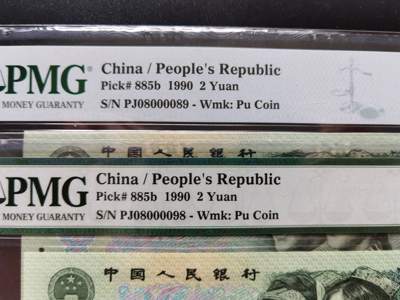 PMG®
MONEY GUARANTY
China / People's Republic
Pick# 885b 1990 2 Yuan
S/N PJ08000089 - Wmk: Pu Coin
中国人民银行
PMG
MONEY GUARANTY
China / People's Republic
Pick# 885b 1990 2 Yuan
S/N PJ08000098 - Wmk: Pu Coin
中国人民银行